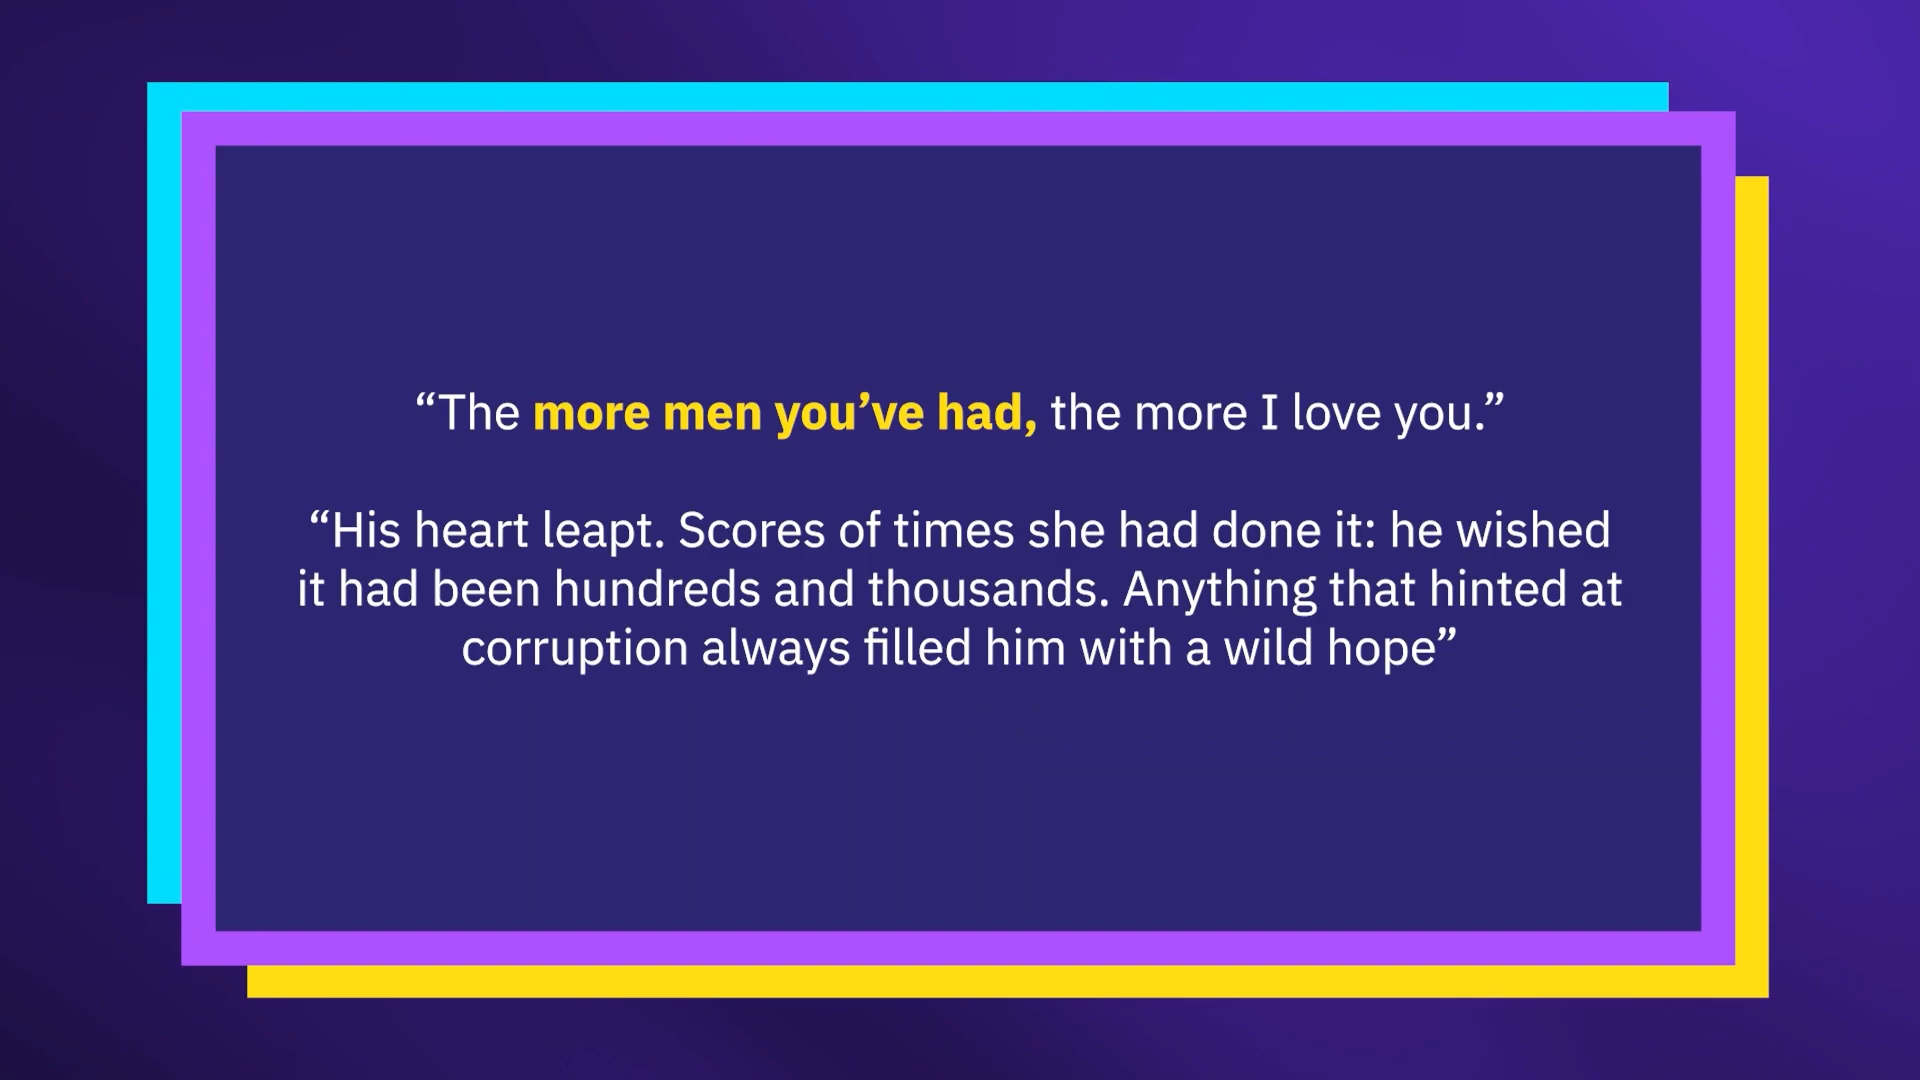 “The more men you’ve had, the more I love you.”
“His heart leapt. Scores of times she had done it: he wished
it had been hundreds and thousands. Anything that hinted at
corruption always filled him with a wild hope”